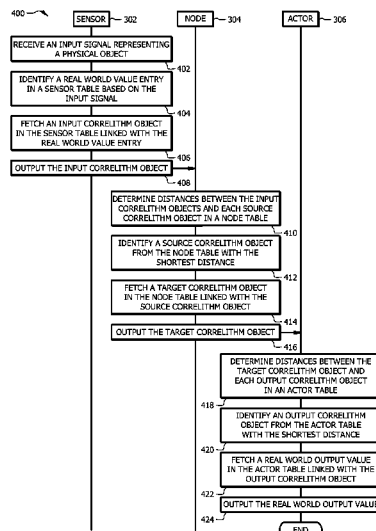 400
SENSOR
302
NODE
304
ACTOR
306
RECEIVE AN INPUT SIGNAL REPRESENTING
A PHYSICAL OBJECT
402
IDENTIFY A REAL WORLD VALUE ENTRY
IN A SENSOR TABLE BASED ON THE
INPUT SIGNAL
404
FETCH AN INPUT CORRELITHM OBJECT
IN THE SENSOR TABLE LINKED WITH THE
REAL WORLD VALUE ENTRY
406
OUTPUT THE INPUT CORRELITHM OBJECT
408
DETERMINE DISTANCES BETWEEN THE INPUT
CORRELITHM OBJECTS AND EACH SOURCE
CORRELITHM OBJECT IN A NODE TABLE
410
IDENTIFY A SOURCE CORRELITHM OBJECT
FROM THE NODE TABLE WITH THE
SHORTEST DISTANCE
412
FETCH A TARGET CORRELITHM OBJECT
IN THE NODE TABLE LINKED WITH THE
SOURCE CORRELITHM OBJECT
414
OUTPUT THE TARGET CORRELITHM OBJECT
416
DETERMINE DISTANCES BETWEEN THE
TARGET CORRELITHM OBJECT AND
EACH OUTPUT CORRELITHM OBJECT
IN AN ACTOR TABLE
418
IDENTIFY AN OUTPUT CORRELITHM
OBJECT FROM THE ACTOR TABLE
WITH THE SHORTEST DISTANCE
420
FETCH A REAL WORLD OUTPUT VALUE
IN THE ACTOR TABLE LINKED WITH THE
OUTPUT CORRELITHM OBJECT
422
OUTPUT THE REAL WORLD OUTPUT VALUE
424
END